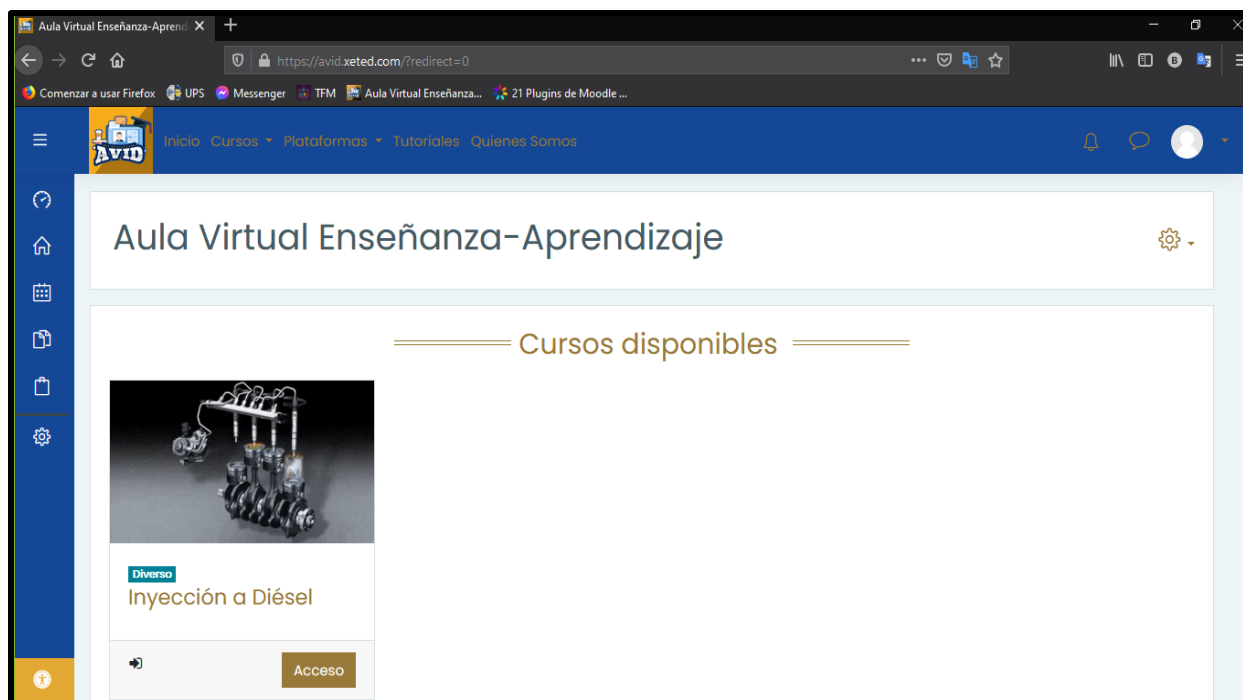 Aula Virtual Enseñanza-Aprend
https://avid.xeted.com/?redirect=0
Comenzar a usar Firefox UPS Messenger TFM Aula Virtual Enseñanza... 21 Plugins de Moodle ...
AVID Inicio Cursos Plataformas Tutoriales Quienes Somos
Aula Virtual Enseñanza-Aprendizaje
Cursos disponibles
Diverso
Inyección a Diésel
Acceso